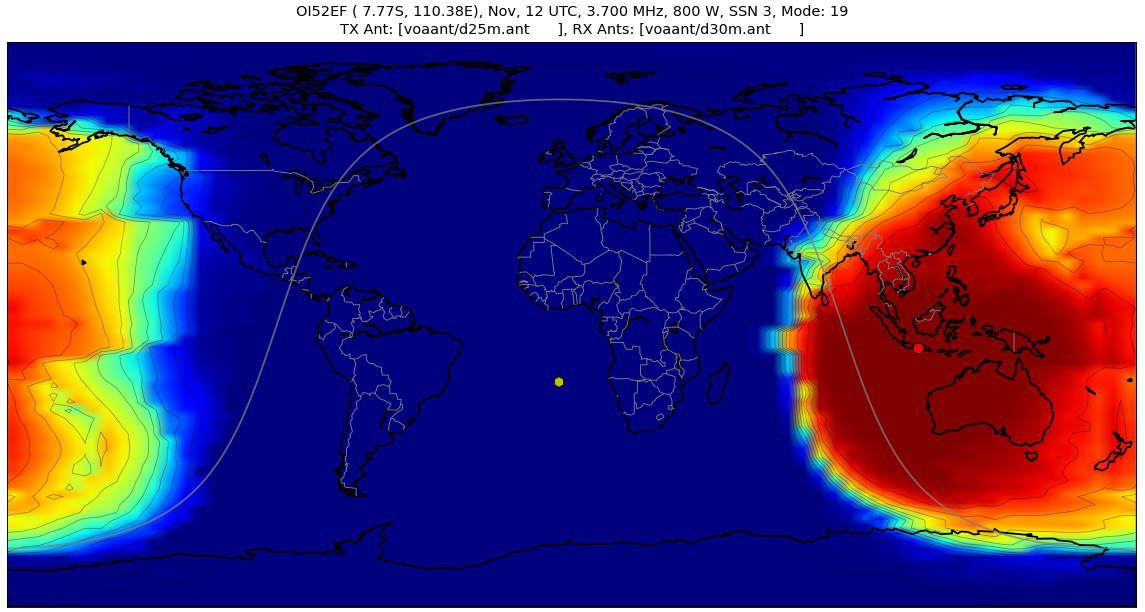 OI52EF ( 7.77S, 110.38E), Nov, 12 UTC, 3.700 MHz, 800 W, SSN 3, Mode: 19
TX Ant: [voaant/d25m.ant      ], RX Ants: [voaant/d30m.ant      ]